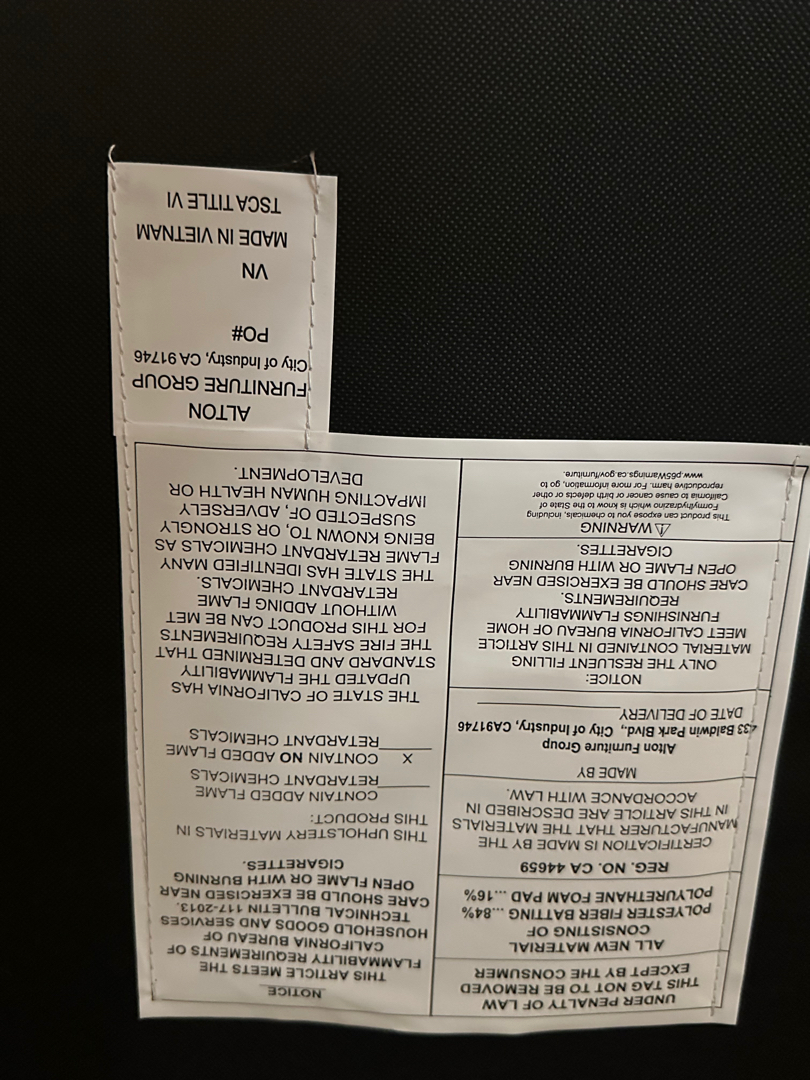 UNDER PENALTY OF LAW
THIS TAG NOT TO BE REMOVED
EXCEPT BY THE CONSUMER
ALL NEW MATERIAL
CONSISTING OF
POLYESTER FIBER BATTING ...84%
POLYURETHANE FOAM PAD ...16%
REG. NO. CA 44659
CERTIFICATION IS MADE BY THE
MANUFACTURER THAT THE MATERIALS
IN THIS ARTICLE ARE DESCRIBED IN
ACCORDANCE WITH LAW.
MADE BY
Alton Furniture Group
433 Baldwin Park Blvd., City of Industry, CA91746
DATE OF DELIVERY
NOTICE:
ONLY THE RESLUENT FILLING
MATERIAL CONTAINED IN THIS ARTICLE
MEET CALIFORNIA BUREAU OF HOME
FURNISHINGS FLAMMABILITY
REQUIREMENTS.
CARE SHOULD BE EXERCISED NEAR
OPEN FLAME OR WITH BURNING
CIGARETTES.
⚠WARNING
This product can expose you to chemicals, including
Formylhydrazino which is know to the State of
California to cause cancer or birth defects or other
reproductive harm. For more information, go to
www.p65Warnings.ca.gov/furniture.
NOTICE
THIS ARTICLE MEETS THE
FLAMMABILITY REQUIREMENTS OF
CALIFORNIA BUREAU OF
HOUSEHOLD GOODS AND SERVICES
TECHNICAL BULLETIN 117-2013.
CARE SHOULD BE EXERCISED NEAR
OPEN FLAME OR WITH BURNING
CIGARETTES.
THIS UPHOLSTERY MATERIALS IN
THIS PRODUCT:
CONTAIN ADDED FLAME
RETARDANT CHEMICALS
X CONTAIN NO ADDED FLAME
RETARDANT CHEMICALS
THE STATE OF CALIFORNIA HAS
UPDATED THE FLAMMABILITY
STANDARD AND DETERMINED THAT
THE FIRE SAFETY REQUIREMENTS
FOR THIS PRODUCT CAN BE MET
WITHOUT ADDING FLAME
RETARDANT CHEMICALS.
THE STATE HAS IDENTIFIED MANY
FLAME RETARDANT CHEMICALS AS
BEING KNOWN TO, OR STRONGLY
SUSPECTED OF, ADVERSELY
IMPACTING HUMAN HEALTH OR
DEVELOPMENT.
ALTON
FURNITURE GROUP
City of Industry, CA 91746
PO#
VN
MADE IN VIETNAM
TSCA TITLE VI